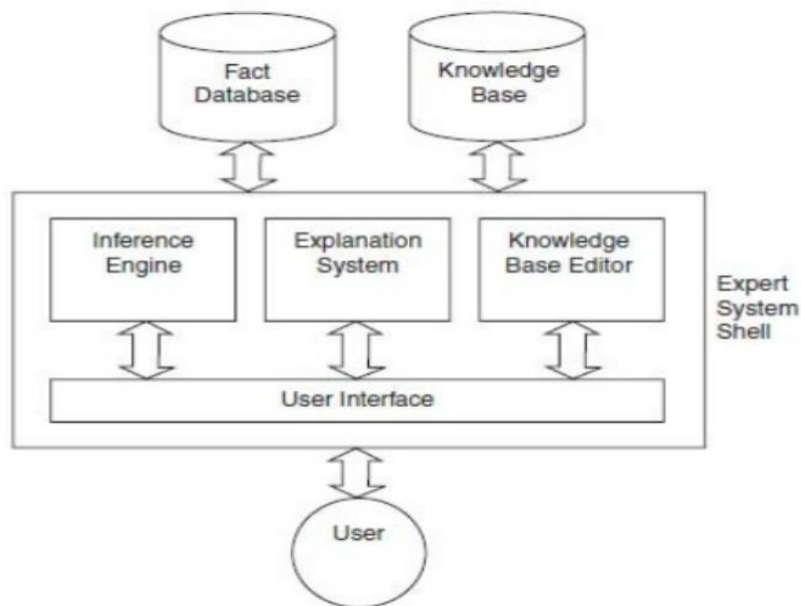 Fact
Database
Knowledge
Base
Inference
Engine
Explanation
System
Knowledge
Base Editor
Expert
System
Shell
User Interface
User